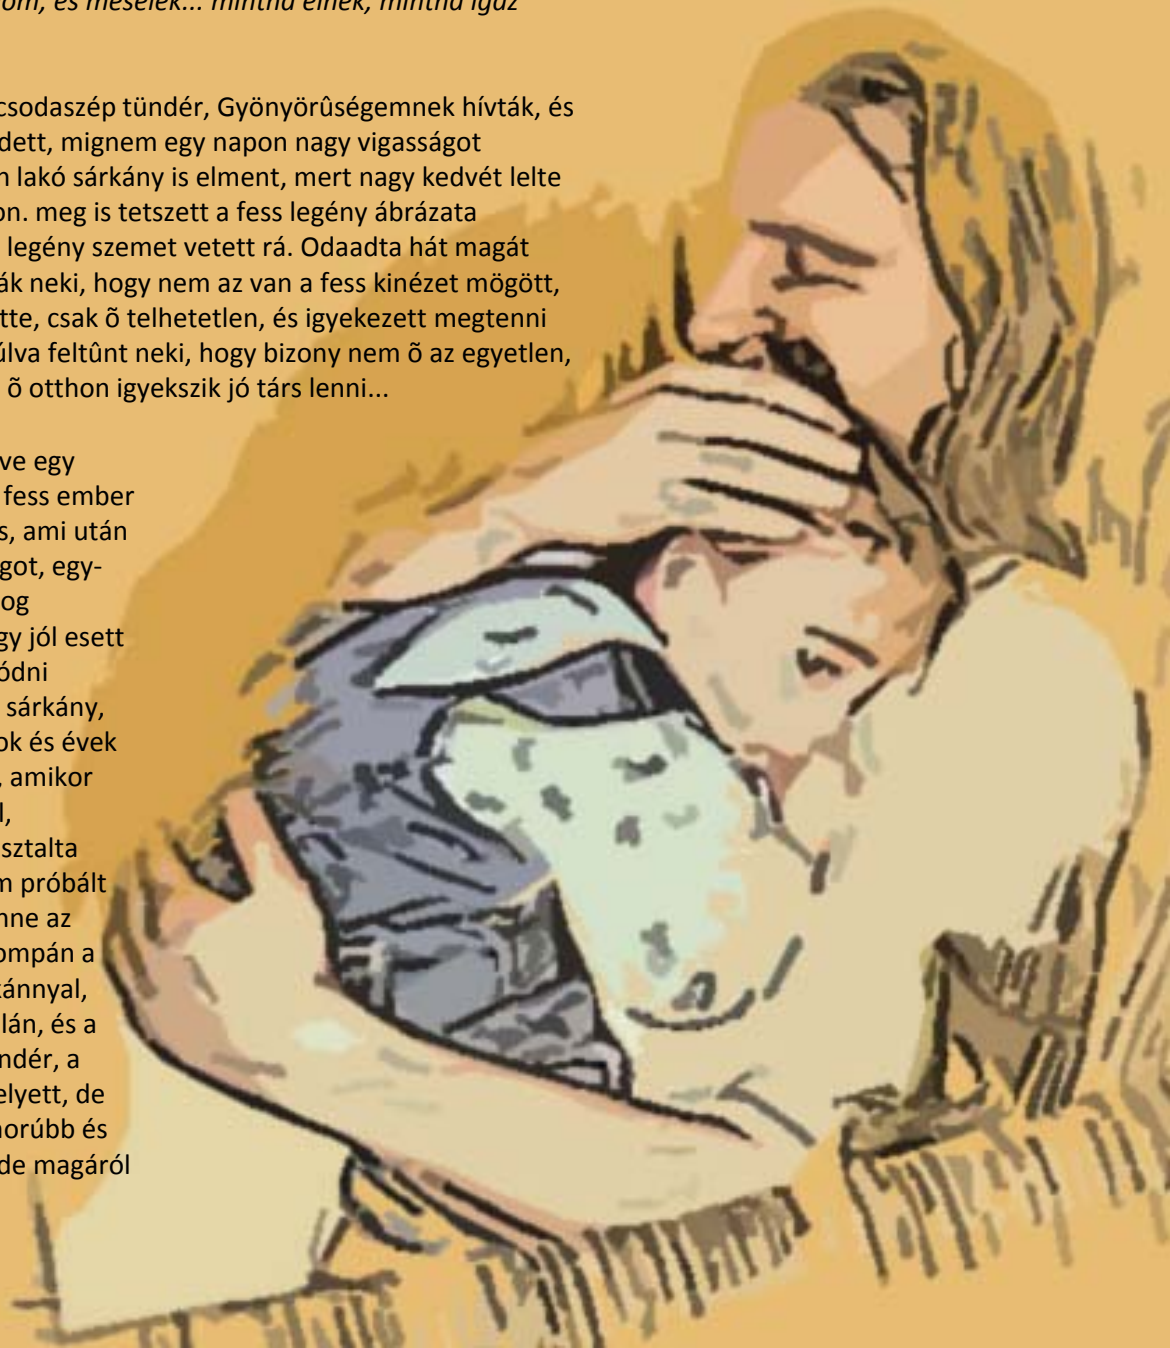 om, és mesélek... mintha élnék, mintha igaz
csodaszép tündér, Gyönyörûségemnek hívták, és
dett, mignem egy napon nagy vigasságot
n lakó sárkány is elment, mert nagy kedvét lelte
on. meg is tetszett a fess legény ábrázata
legény szemet vetett rá. Odaadta hát magát
ák neki, hogy nem az van a fess kinézet mögött,
tte, csak õ telhetetlen, és igyekezett megtenni
úlva feltûnt neki, hogy bizony nem õ az egyetlen,
õ otthon igyekszik jó társ lenni...
ve egy
fess ember
s, ami után
got, egy-
og
gy jól esett
ódni
sárkány,
ok és évek
, amikor
l,
sztalta
m próbált
nne az
ompán a
kánnyal,
lán, és a
ndér, a
elyett, de
norúbb és
de magáról